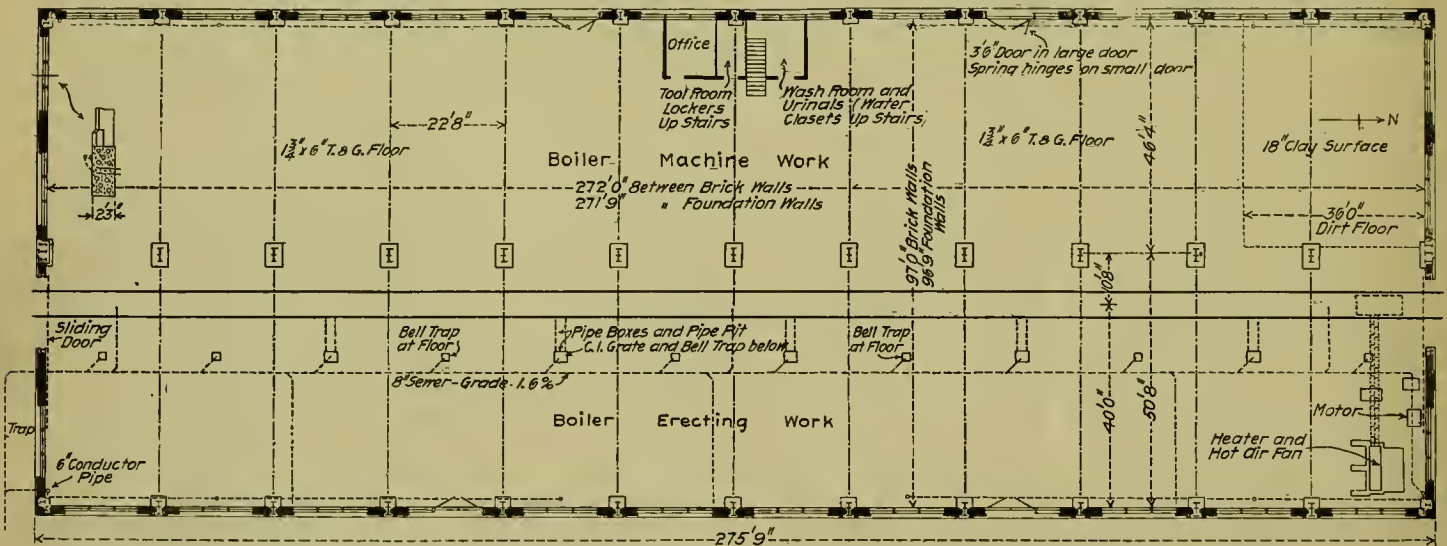 Office
Tool Room
Lockers
Up Stairs
Wash Room and
Urinals (Water
Clasets Up Stairs)
3'6" Door in large door
Spring hinges on small door
N
22'8"
1 3/4" x 6" T. & G. Floor
1 3/4" x 6" T. & G. Floor
46'4"
18" Clay Surface
Boiler Machine Work
272'0" Between Brick Walls
271'9" " Foundation Walls
97'0" Brick Walls
96'9" Foundation
Walls
36'0"
Dirt Floor
10'8"
Sliding
Door
Bell Trap
at Floor
Pipe Boxes and Pipe Pit
C.I. Grate and Bell Trap below
Bell Trap
at Floor
8" Sewer-Grade-1.6%
40'0"
50'8"
Boiler Erecting Work
Motor
Trap
Heater and
Hot Air Fan
6" Conductor
Pipe
275'9"